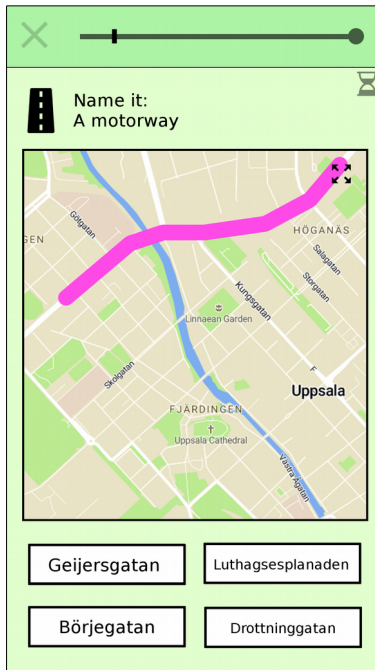 Name it:
A motorway
Götgatan
GEN
HÖGANÄS
Salagatan
Storgatan
Kungsgatan
Linnaean Garden
Skolgatan
F
Uppsala
FJÄRDINGEN
Uppsala Cathedral
Västra Ågatan
Geijersgatan
Luthagsesplanaden
Börjegatan
Drottninggatan